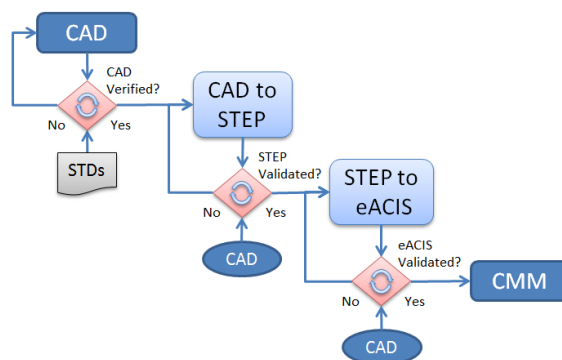 CAD
CAD
Verified?
No
Yes
STDs
CAD to
STEP
STEP
Validated?
No
Yes
CAD
STEP to
eACIS
eACIS
Validated?
No
Yes
CMM
CAD